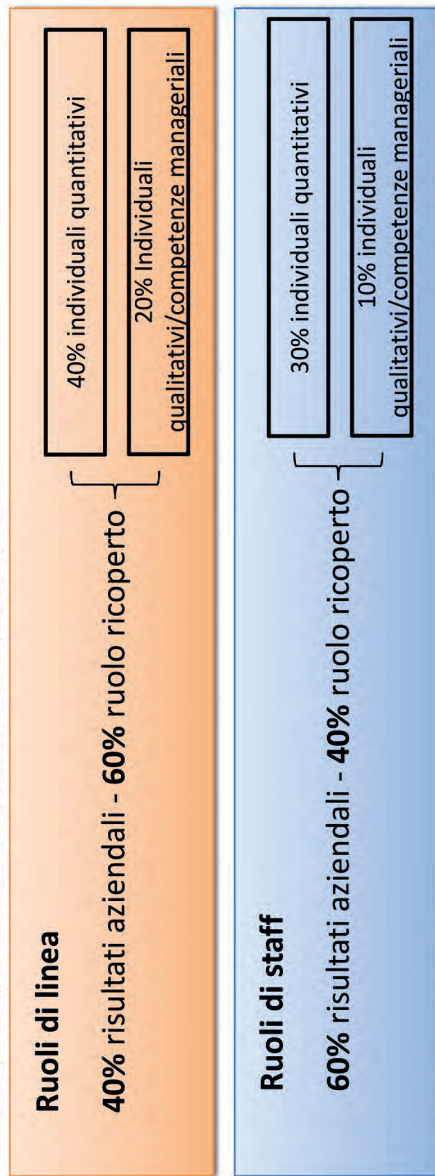 Ruoli di linea
40% risultati aziendali - 60% ruolo ricoperto
40% individuali quantitativi
20% Individuali
qualitativi/competenze manageriali
Ruoli di staff
60% risultati aziendali - 40% ruolo ricoperto
30% individuali quantitativi
10% individuali
qualitativi/competenze manageriali